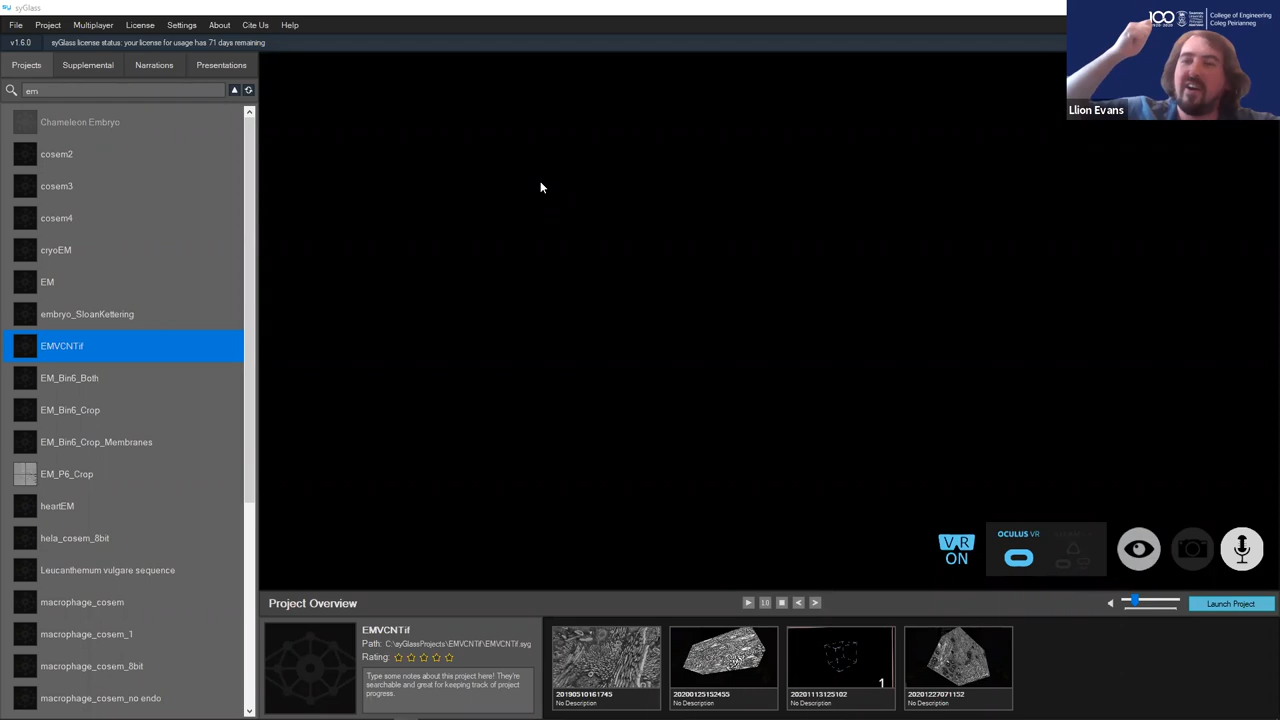 syGlass
File Project Multiplayer License Settings About Cite Us Help
v1.6.0 syGlass license status: your license for usage has 71 days remaining
Projects Supplemental Narrations Presentations
em
Chameleon Embryo
cosem2
cosem3
cosem4
cryoEM
EM
embryo_SloanKettering
EMVCNTif
EM_Bin6_Both
EM_Bin6_Crop
EM_Bin6_Crop_Membranes
EM_P6_Crop
heartEM
hela_cosem_8bit
Leucanthemum vulgare sequence
macrophage_cosem
macrophage_cosem_1
macrophage_cosem_8bit
macrophage_cosem_no endo
100
College of Engineering
Coleg Peirianneg
Llion Evans
VR
ON
OCULUS VR
Project Overview
1.0
Launch Project
EMVCNTif
Path: C:\syGlassProjects\EMVCNTif\EMVCNTif.syg
Rating:
Type some notes about this project here! They're
searchable and great for keeping track of project
progress.
20190510161745
No Description
20200125152455
No Description
1
20201113125102
No Description
20201227071152
No Description